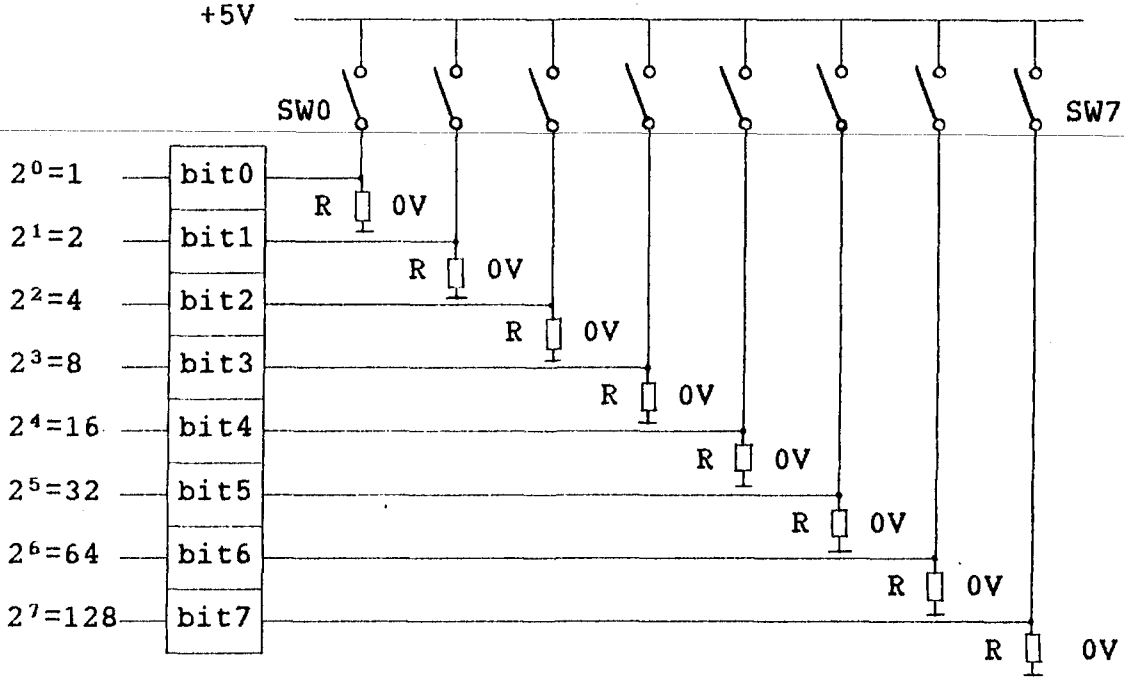 +5V
SW0 SW7
2⁰=1 bit0
R 0V
2¹=2 bit1
R 0V
2²=4 bit2
R 0V
2³=8 bit3
R 0V
2⁴=16 bit4
R 0V
2⁵=32 bit5
R 0V
2⁶=64 bit6
R 0V
2⁷=128 bit7
R 0V